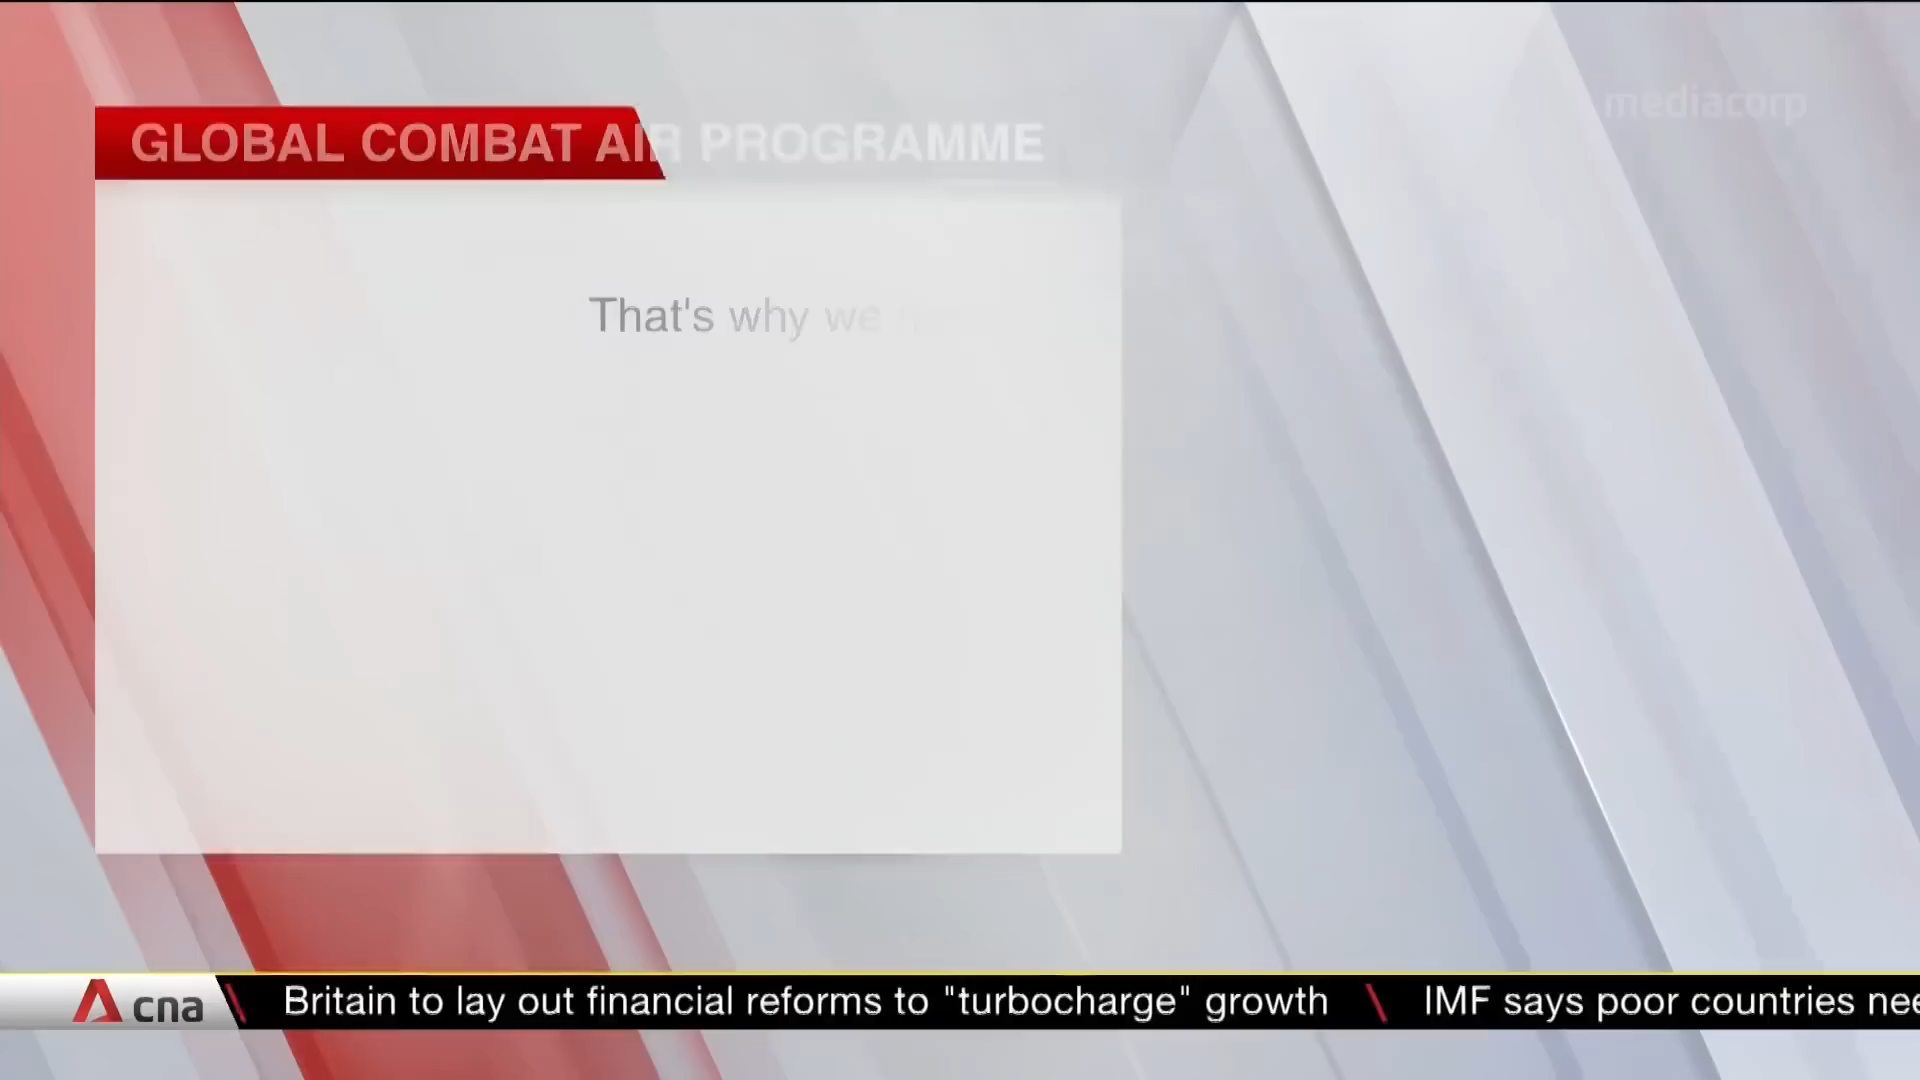 mediacorp
GLOBAL COMBAT AIR PROGRAMME
That's why we
cna
Britain to lay out financial reforms to "turbocharge" growth \ IMF says poor countries nee